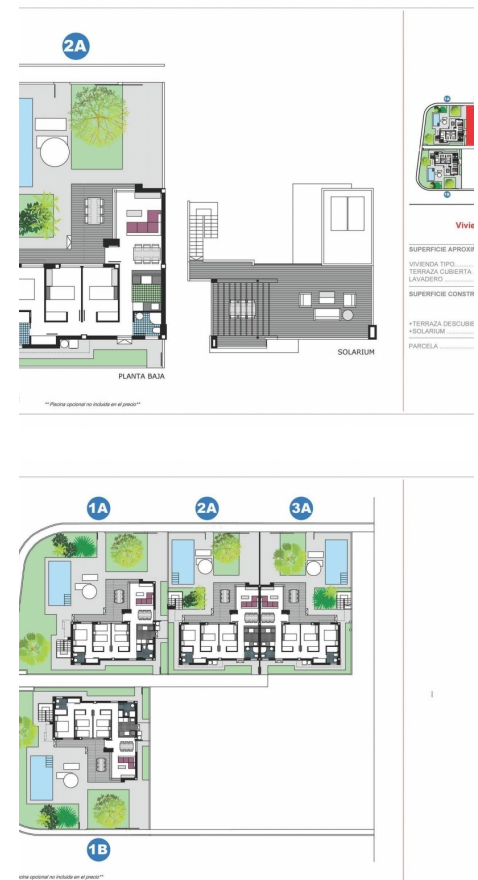 2A
Vivie
SUPERFICIE APROXIM
VIVIENDA TIPO
TERRAZA CUBIERTA
LAVADERO
SUPERFICIE CONSTR
+TERRAZA DESCUBIE
+SOLARIUM
PARCELA
SOLARIUM
PLANTA BAJA
** Piscina opcional no incluida en el precio**
1A
2A
3A
1B
cina opcional no incluida en el precio**